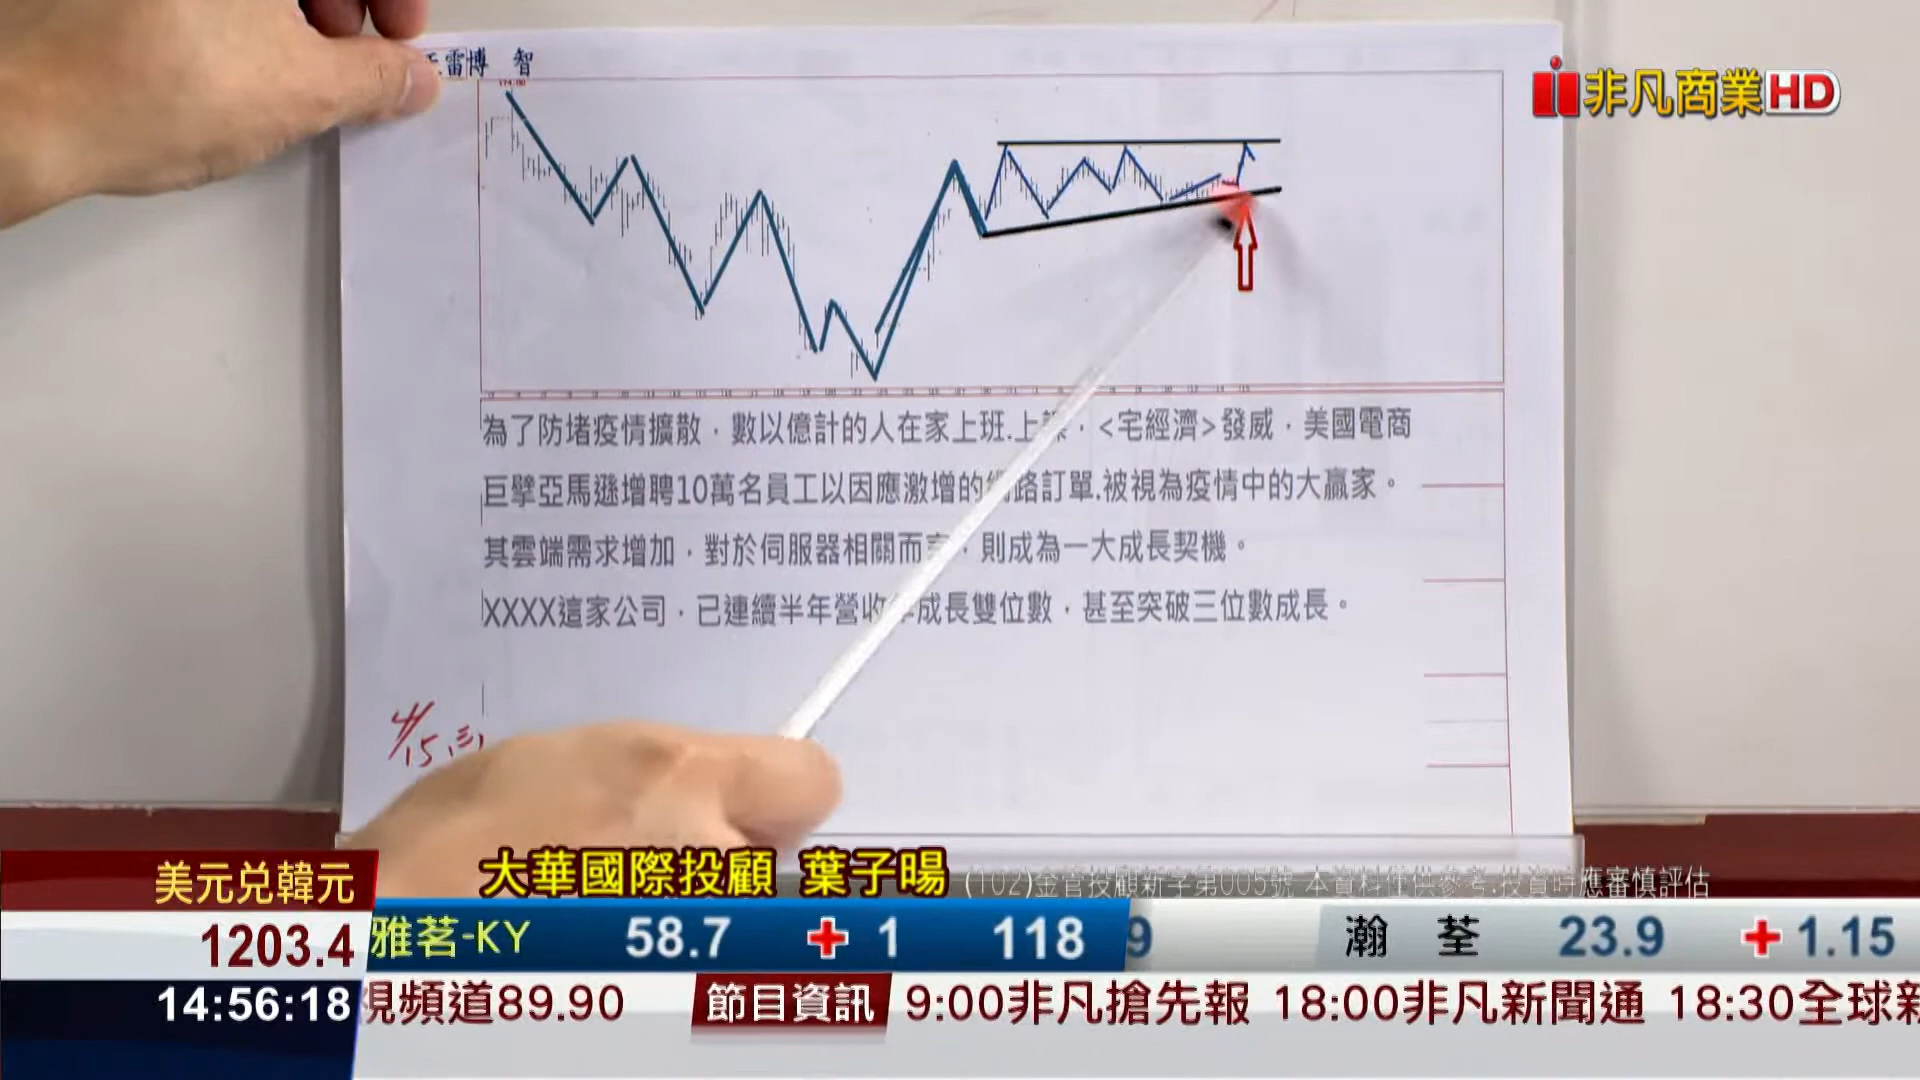 雷博 智
非凡商業HD
為了防堵疫情擴散，數以億計的人在家上班.上課，<宅經濟>發威，美國電商
巨擘亞馬遜增聘10萬名員工以因應激增的網路訂單.被視為疫情中的大贏家。
其雲端需求增加，對於伺服器相關而言，則成為一大成長契機。
XXXX這家公司，已連續半年營收年成長雙位數，甚至突破三位數成長。
4/15 (三)
美元兌韓元
1203.4
14:56:18
大華國際投顧 葉子暘
(102)金管投顧新字第005號 本資料僅供參考.投資時應審慎評估
雅茗-KY 58.7 + 1 118 9 瀚荃 23.9 + 1.15
視頻道89.90 節目資訊 9:00非凡搶先報 18:00非凡新聞通 18:30全球新